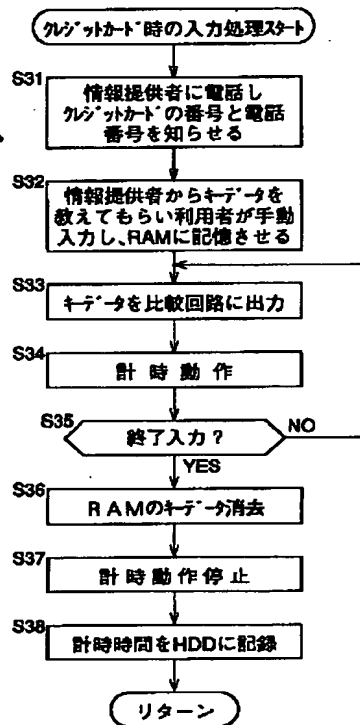 クレジットカード時の入力処理スタート
S31
情報提供者に電話し
クレジットカードの番号と電話
番号を知らせる
S32
情報提供者からキーデータを
教えてもらい利用者が手動
入力し、RAMに記憶させる
S33
キーデータを比較回路に出力
S34
計時動作
S35
終了入力?
NO
YES
S36
RAMのキーデータ消去
S37
計時動作停止
S38
計時時間をHDDに記録
リターン